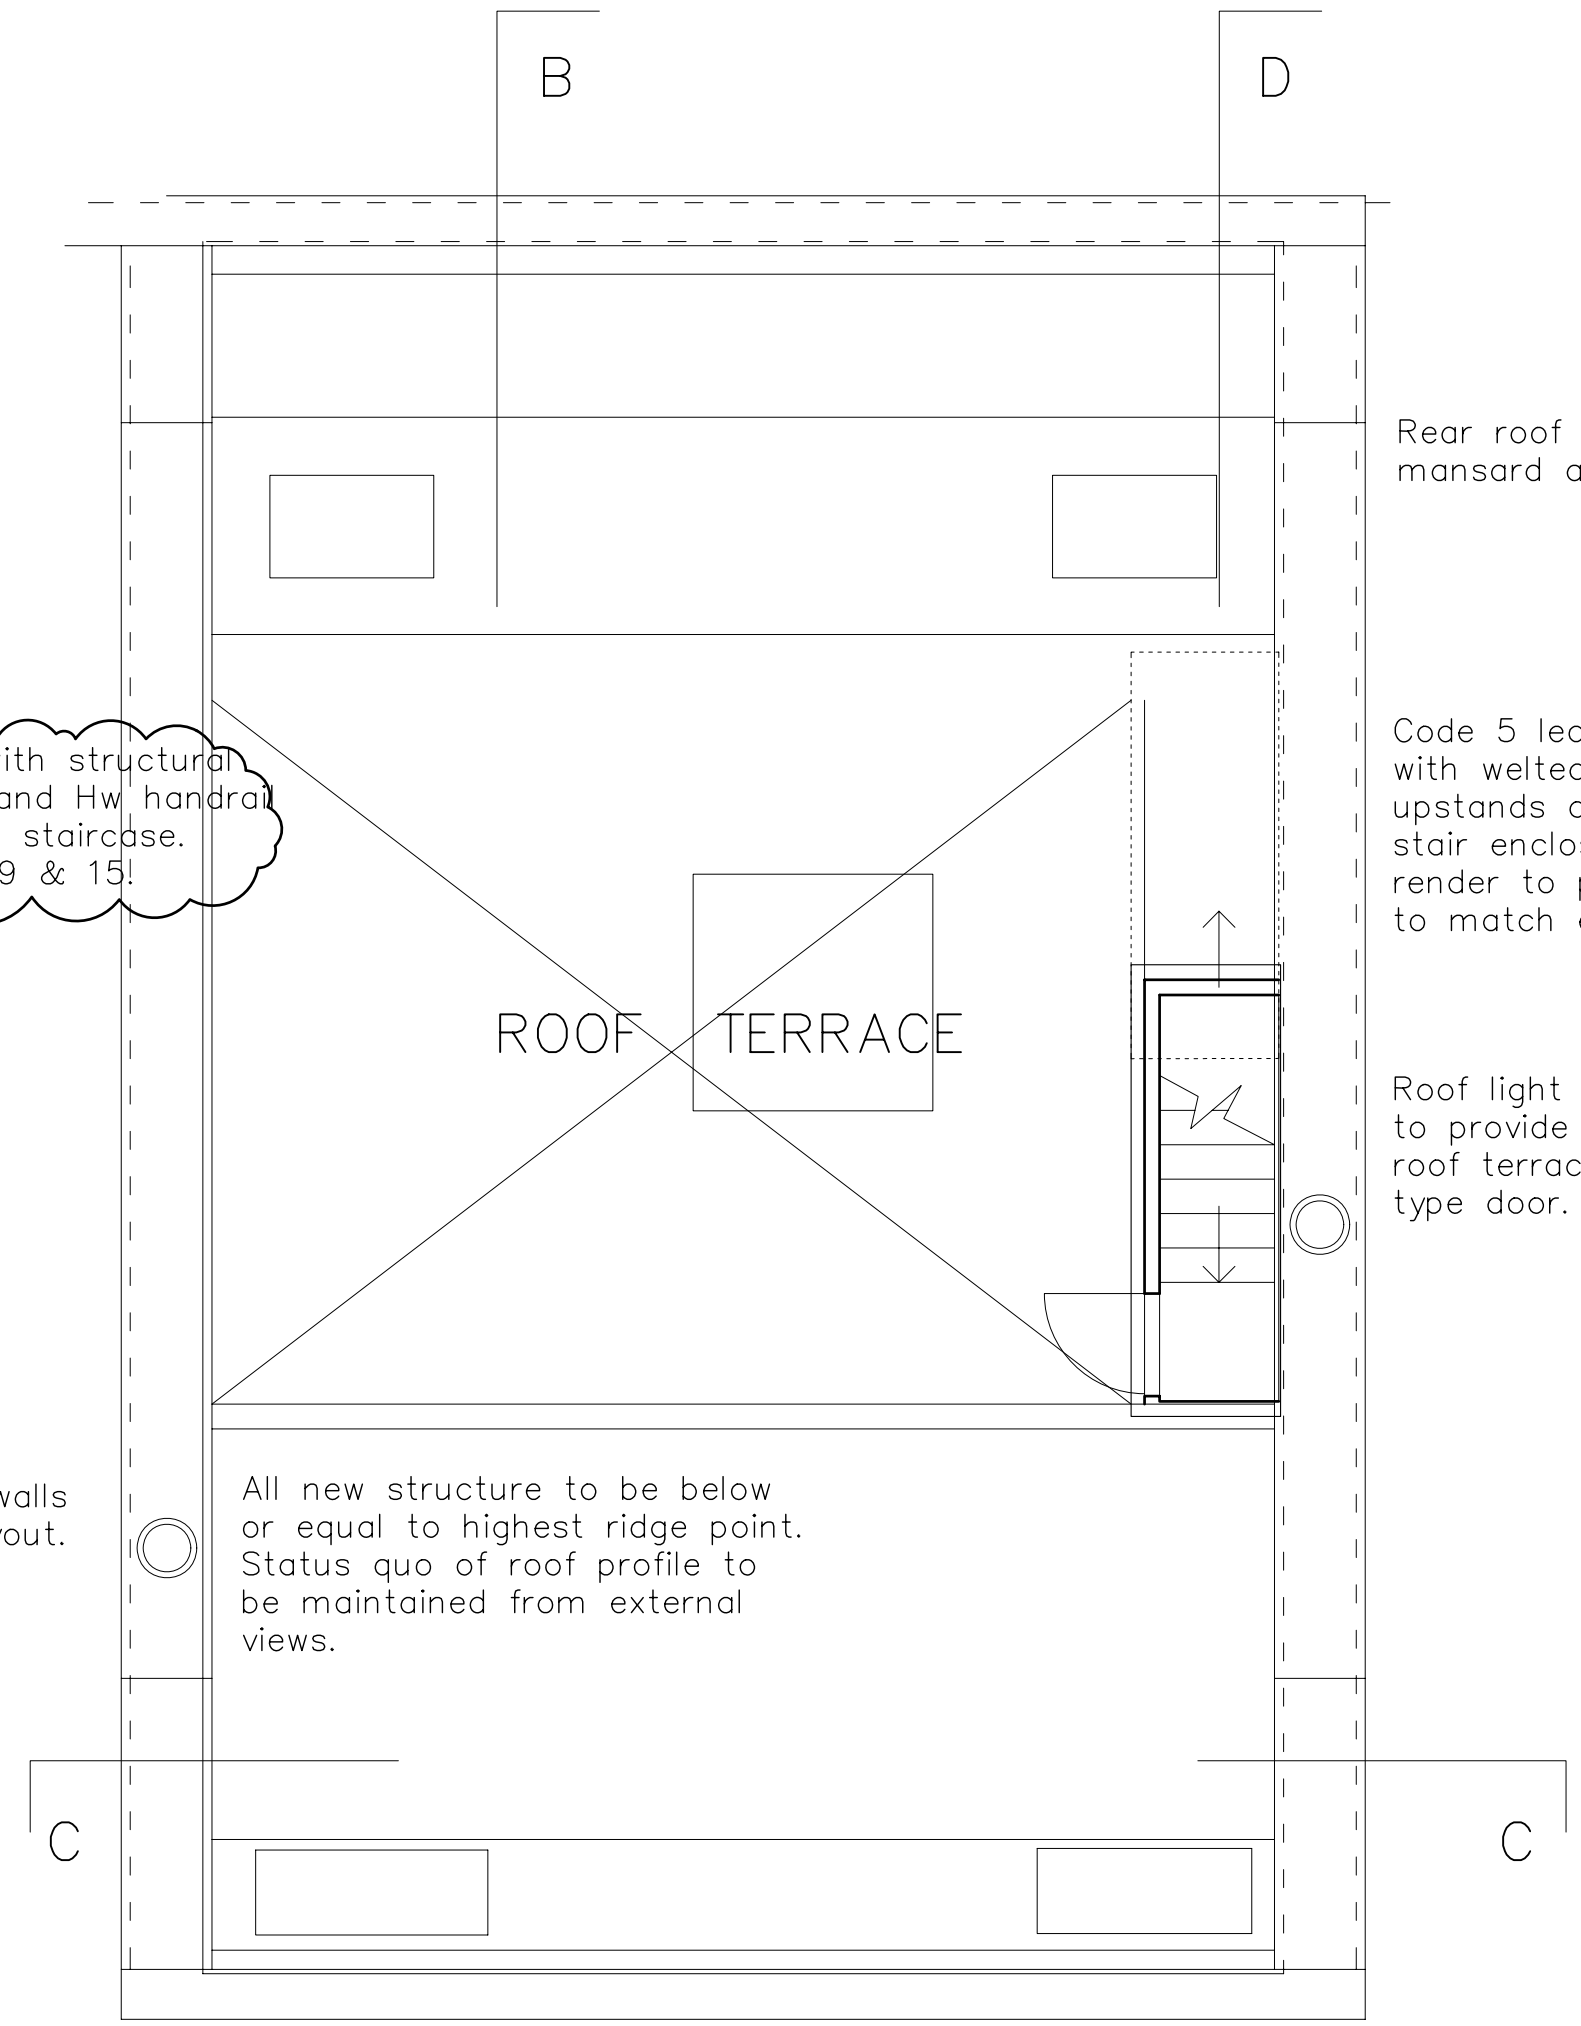 B
D
Rear roof
mansard
structural
and Hw handrail
staircase.
9 & 15.
Code 5
with
upstands
stair
render to
to match
ROOF TERRACE
Roof light
to provide
roof
type door.
walls
All new structure to be below
or equal to highest ridge point.
Status quo of roof profile to
be maintained from external
views.
C
C